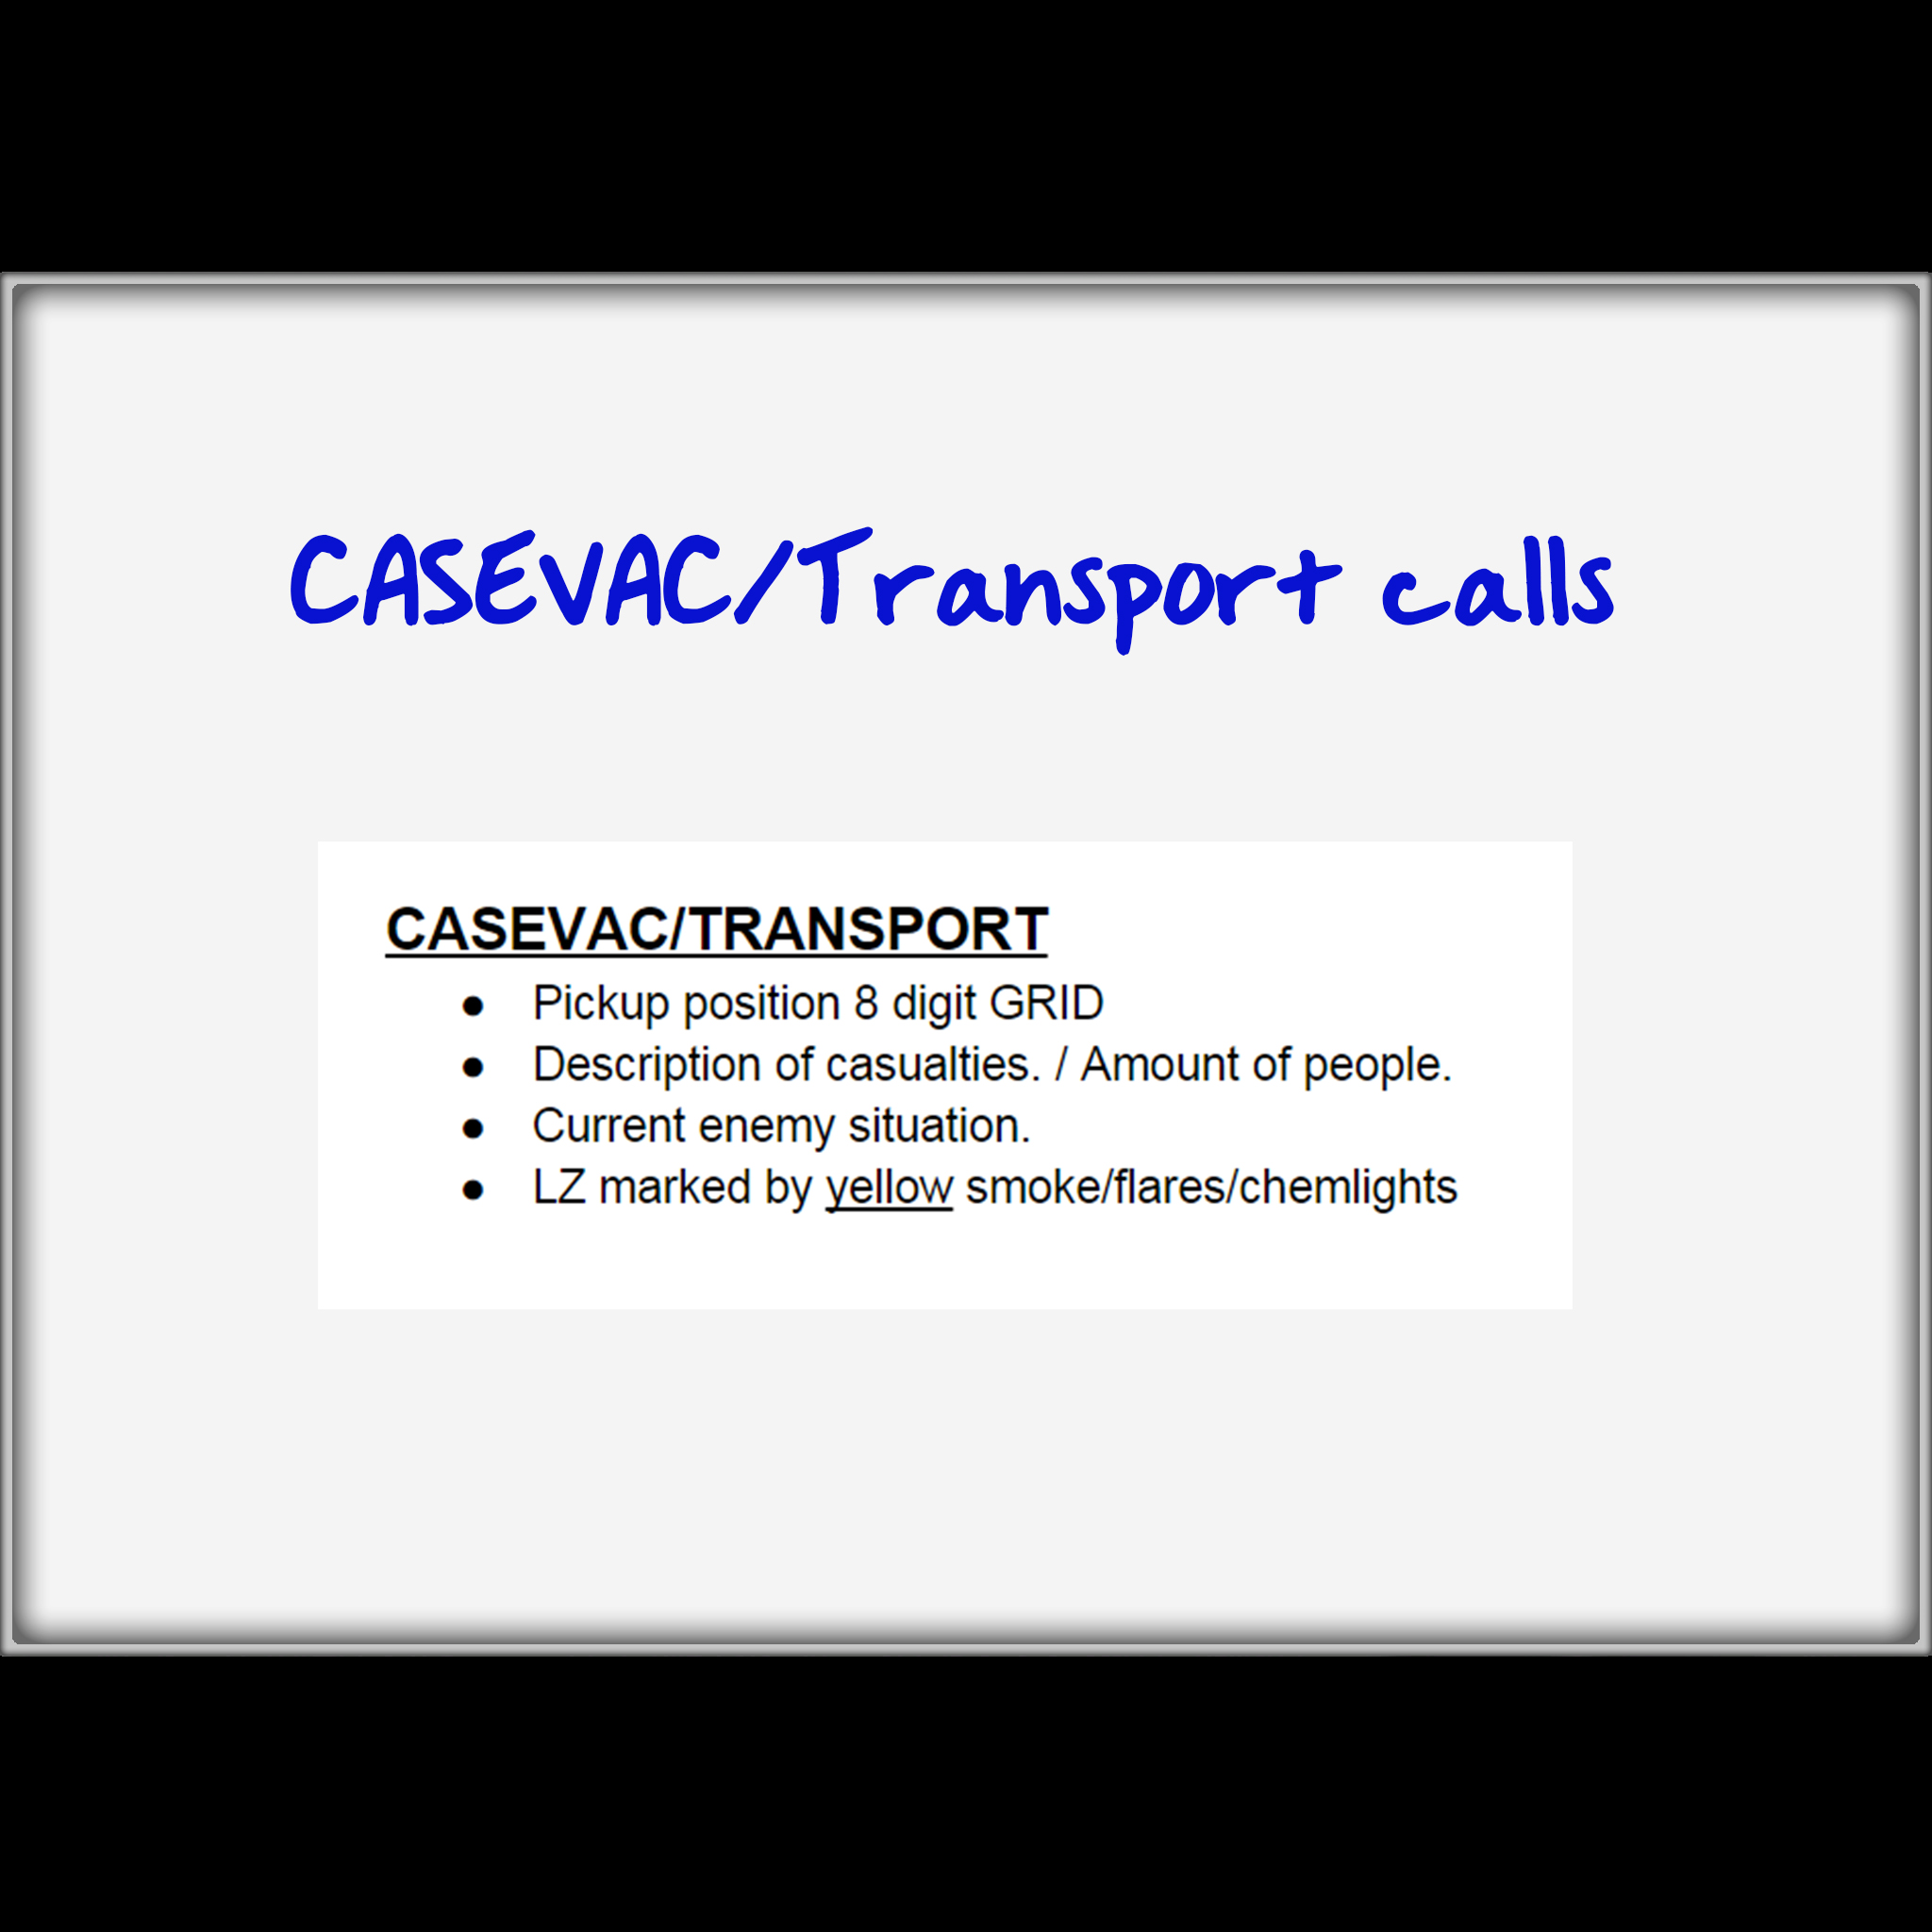 CASEVAC/Transport calls
CASEVAC/TRANSPORT
● Pickup position 8 digit GRID
● Description of casualties. / Amount of people.
● Current enemy situation.
● LZ marked by yellow smoke/flares/chemlights